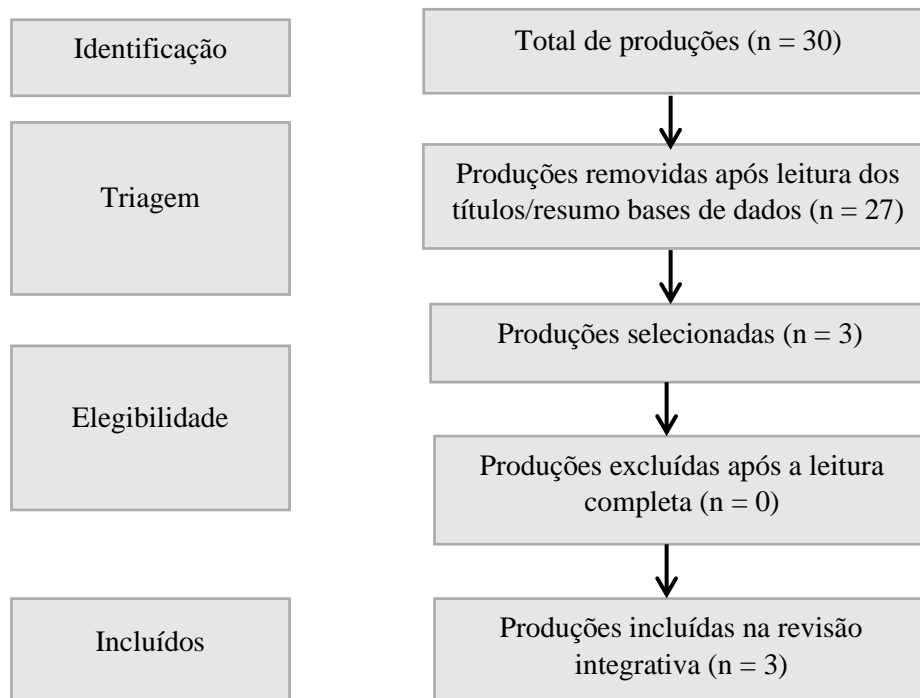 Identificação
Total de produções (n = 30)
Triagem
Produções removidas após leitura dos
títulos/resumo bases de dados (n = 27)
Produções selecionadas (n = 3)
Elegibilidade
Produções excluídas após a leitura
completa (n = 0)
Incluídos
Produções incluídas na revisão
integrativa (n = 3)